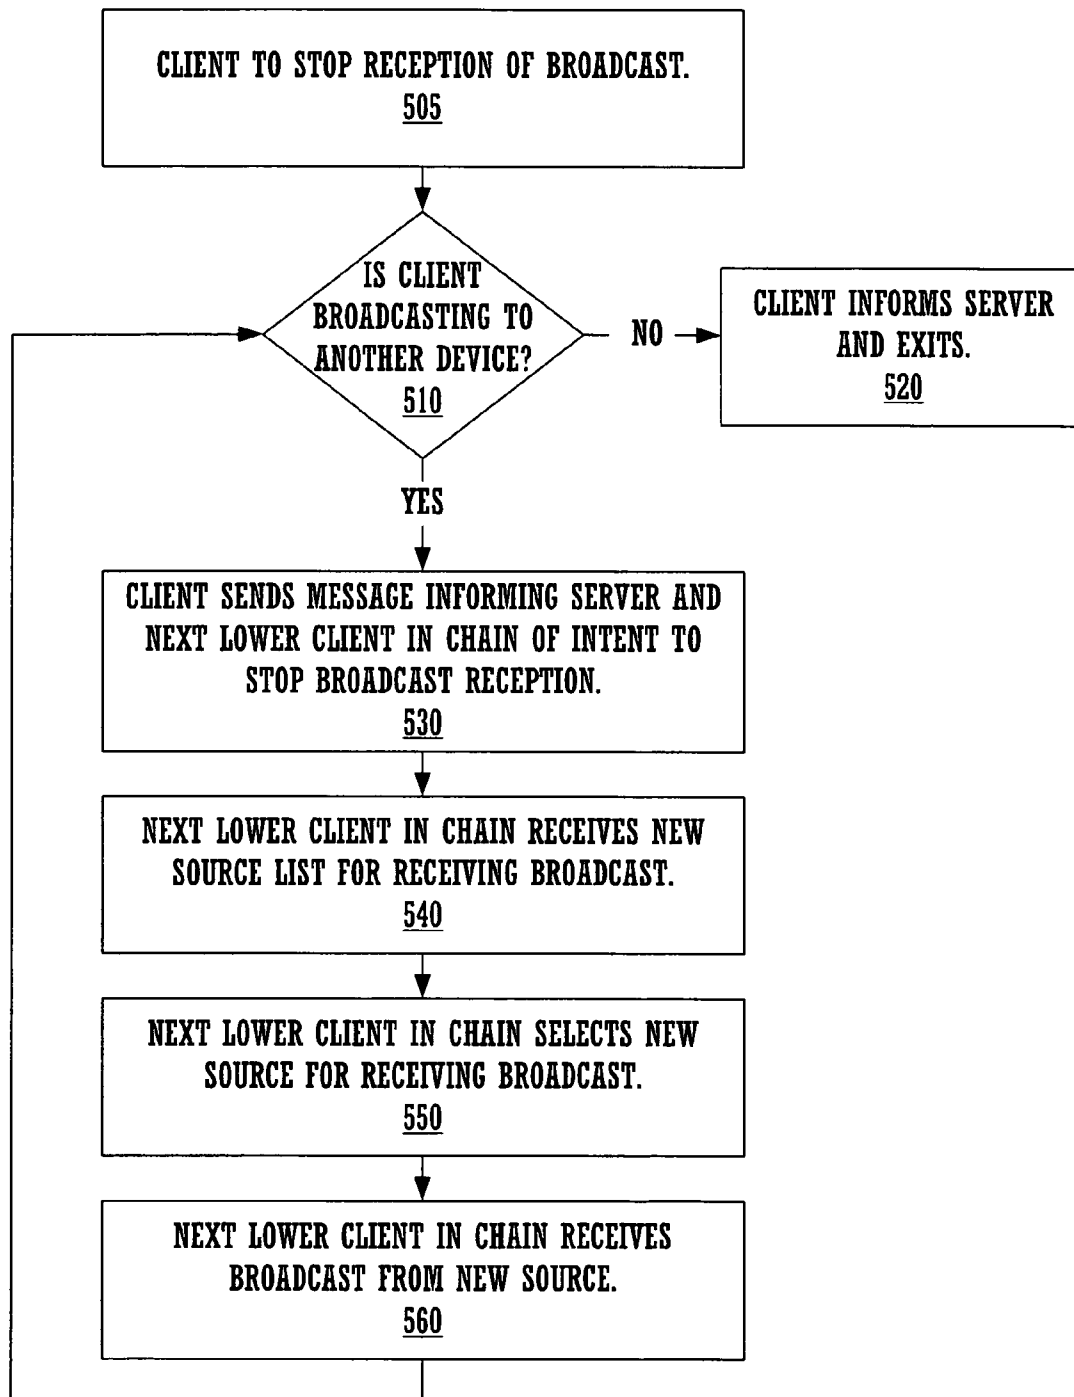 CLIENT TO STOP RECEPTION OF BROADCAST.
505
IS CLIENT
BROADCASTING TO
ANOTHER DEVICE?
510
NO
CLIENT INFORMS SERVER
AND EXITS.
520
YES
CLIENT SENDS MESSAGE INFORMING SERVER AND
NEXT LOWER CLIENT IN CHAIN OF INTENT TO
STOP BROADCAST RECEPTION.
530
NEXT LOWER CLIENT IN CHAIN RECEIVES NEW
SOURCE LIST FOR RECEIVING BROADCAST.
540
NEXT LOWER CLIENT IN CHAIN SELECTS NEW
SOURCE FOR RECEIVING BROADCAST.
550
NEXT LOWER CLIENT IN CHAIN RECEIVES
BROADCAST FROM NEW SOURCE.
560